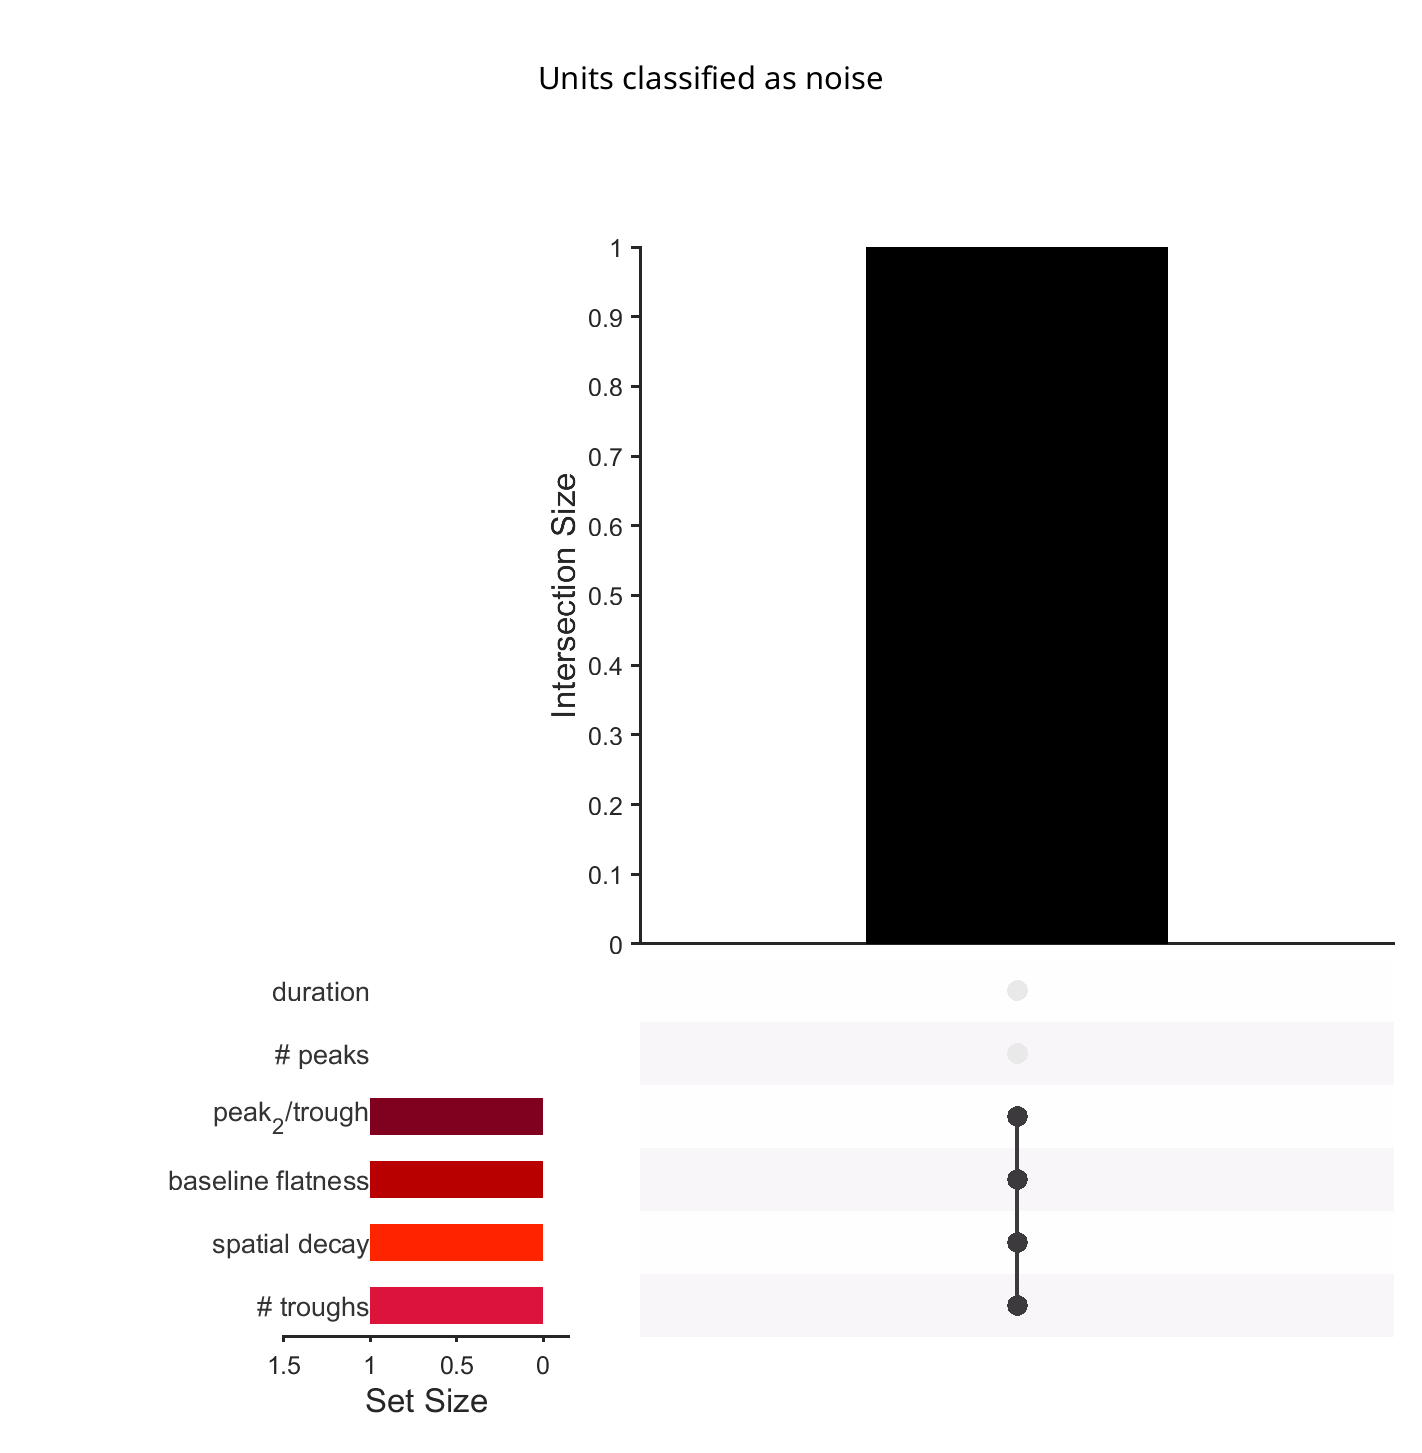 Units classified as noise
1
0.9
0.8
0.7
0.6
0.5
0.4
0.3
0.2
0.1
0
Intersection Size
duration
# peaks
peak2/trough
baseline flatness
spatial decay
# troughs
1.5 1 0.5 0
Set Size